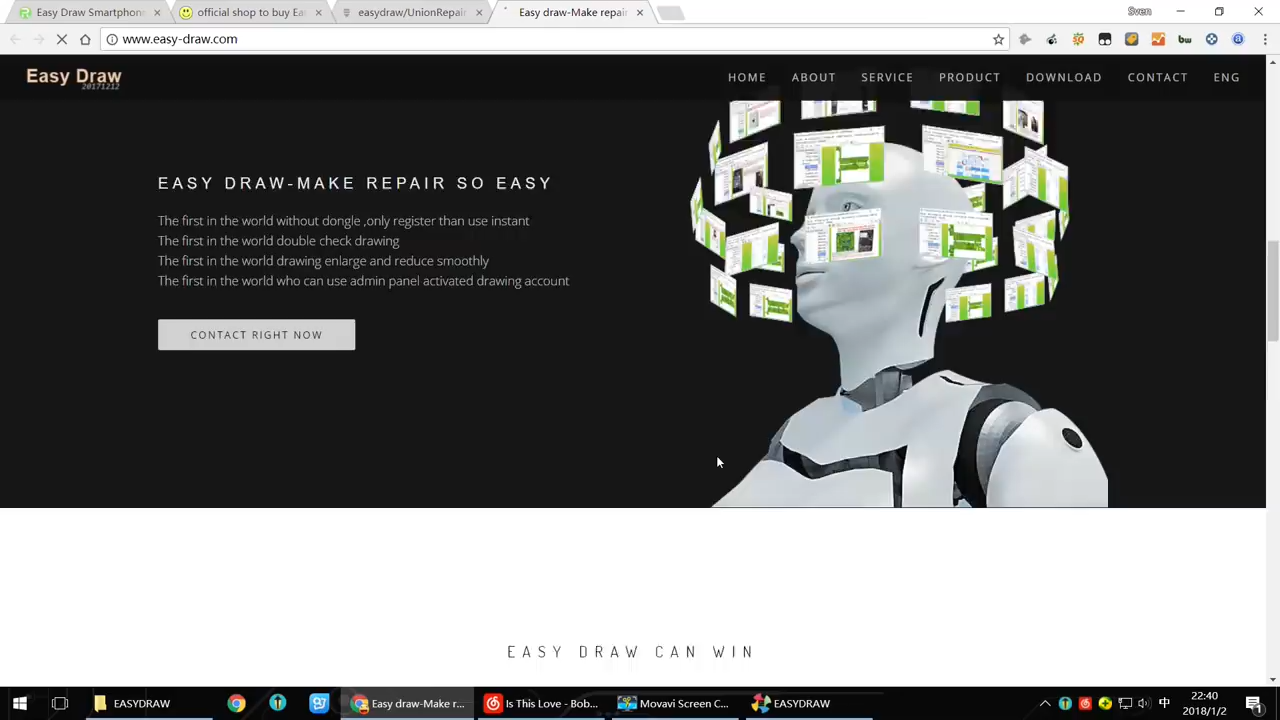 Easy Draw Smartphone
official shop to buy Eas
easydraw/UnionRepair
Easy draw-Make repair
Sven
www.easy-draw.com
Easy Draw
20171212
HOME ABOUT SERVICE PRODUCT DOWNLOAD CONTACT ENG
EASY DRAW-MAKE REPAIR SO EASY
The first in the world without dongle ,only register than use instant
The first in the world double check drawing
The first in the world drawing enlarge and reduce smoothly
The first in the world who can use admin panel activated drawing account
CONTACT RIGHT NOW
EASY DRAW CAN WIN
EASYDRAW
Easy draw-Make r...
Is This Love - Bob...
Movavi Screen C...
EASYDRAW
中
22:40
2018/1/2